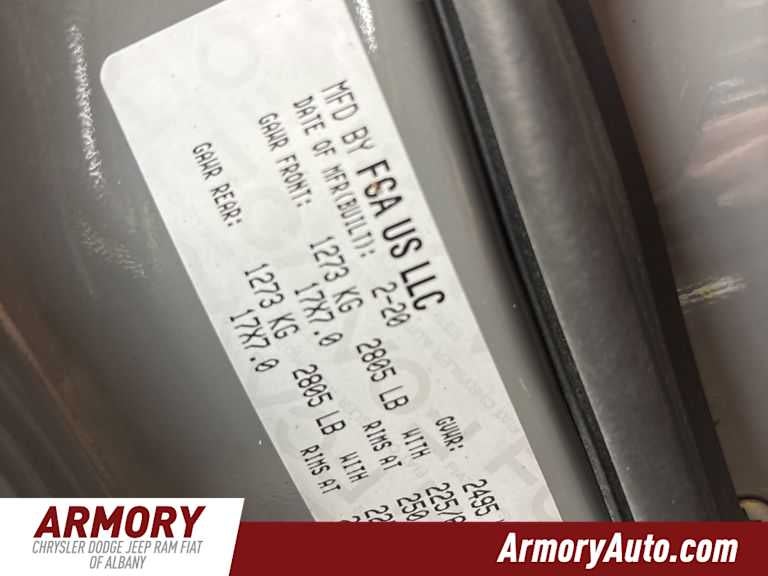 MFD BY FCA US LLC
DATE OF MFR(BUILT): 2-20 GVWR: 2495
GAWR FRONT: 1273 KG 2805 LB WITH
17X7.0 RIMS AT 250
GAWR REAR: 1273 KG 2805 LB WITH
17X7.0 RIMS AT
ARMORY
CHRYSLER DODGE JEEP RAM FIAT
OF ALBANY
ArmoryAuto.com